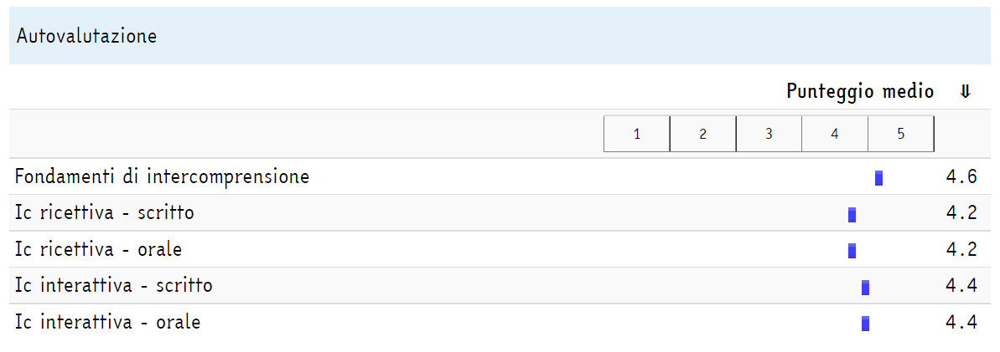 Autovalutazione
Punteggio medio ⇓
1 2 3 4 5
Fondamenti di intercomprensione 4.6
Ic ricettiva - scritto 4.2
Ic ricettiva - orale 4.2
Ic interattiva - scritto 4.4
Ic interattiva - orale 4.4